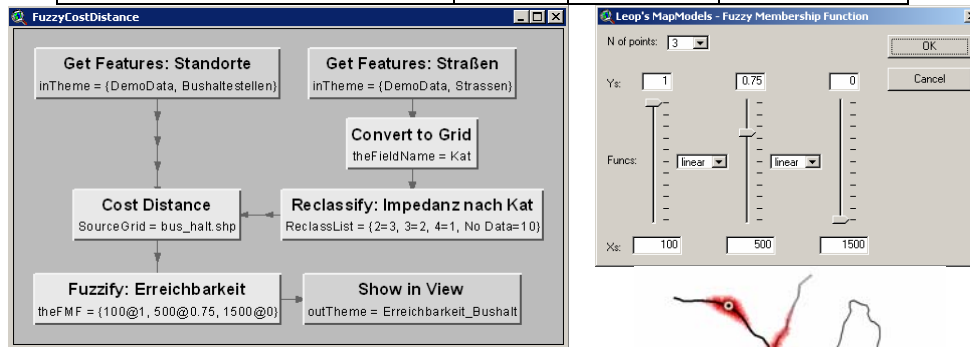 FuzzyCostDistance
Get Features: Standorte
inTheme = {DemoData, Bushaltestellen}
Get Features: Straßen
inTheme = {DemoData, Strassen}
Convert to Grid
theFieldName = Kat
Cost Distance
SourceGrid = bus_halt.shp
Reclassify: Impedanz nach Kat
ReclassList = {2=3, 3=2, 4=1, No Data=10}
Fuzzify: Erreichbarkeit
theFMF = {100@1, 500@0.75, 1500@0}
Show in View
outTheme = Erreichbarkeit_Bushalt
Leop's MapModels - Fuzzy Membership Function
N of points: 3
OK
Ys: 1 0.75 0
Cancel
Funcs: linear linear
Xs: 100 500 1500